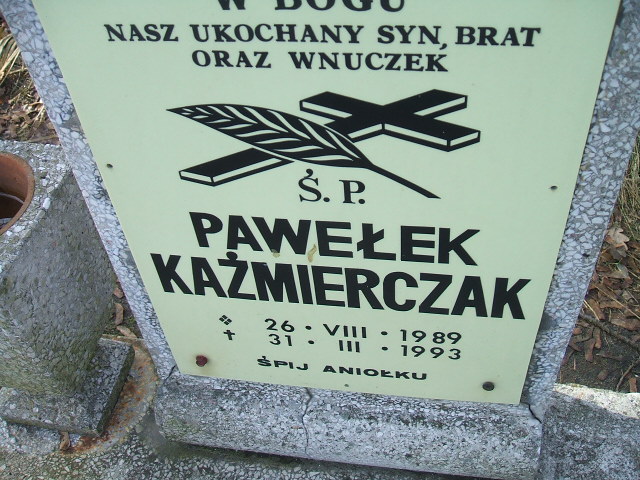 W BOGU
NASZ UKOCHANY SYN, BRAT
ORAZ WNUCZEK
Ś. P.
PAWEŁEK
KAŹMIERCZAK
❖ 26 · VIII · 1989
† 31 · III · 1993
ŚPIJ ANIOŁKU